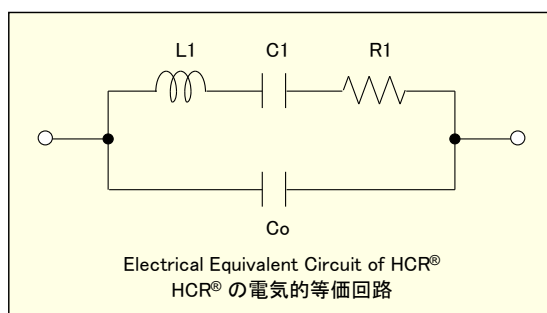 L1 C1 R1
Co
Electrical Equivalent Circuit of HCR®
HCR® の電気的等価回路